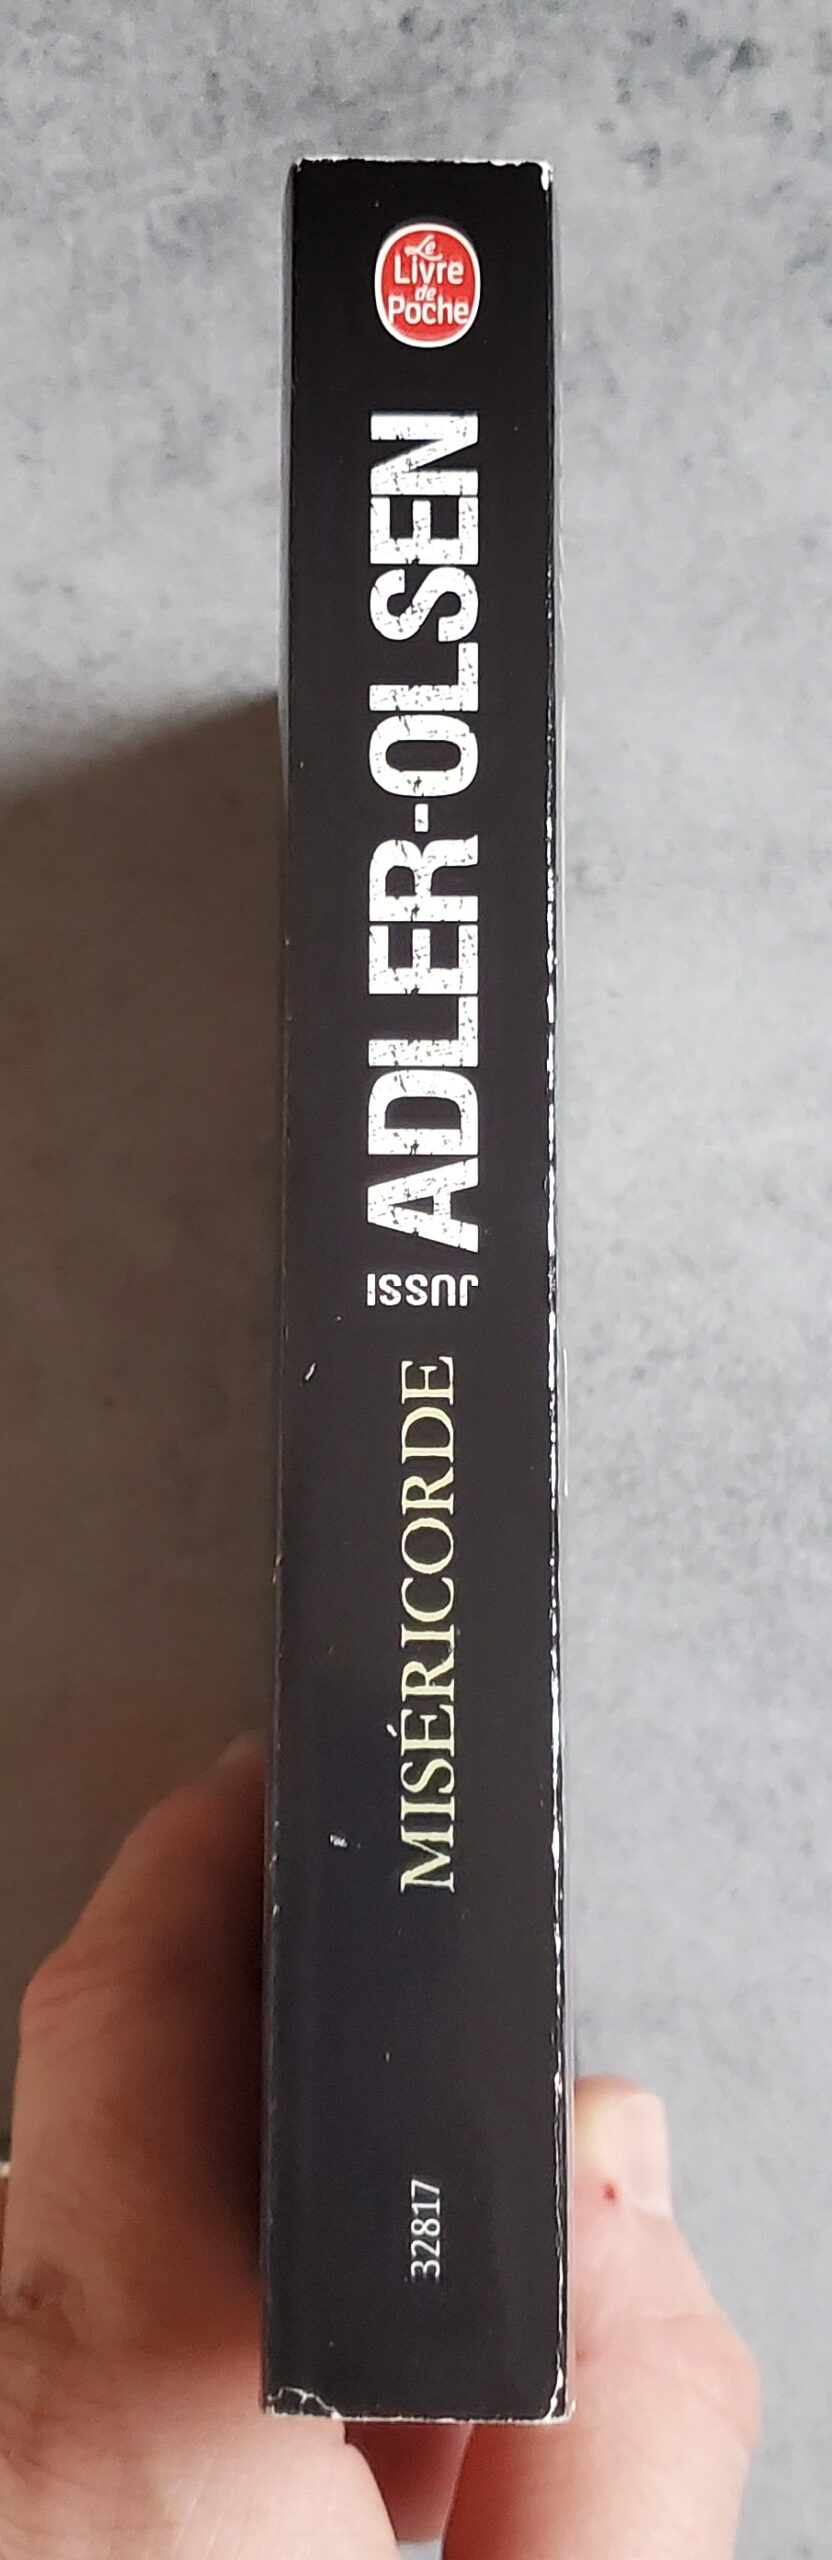 Le
Livre
de
Poche
JUSSI
ADLER-OLSEN
MISÉRICORDE
32817